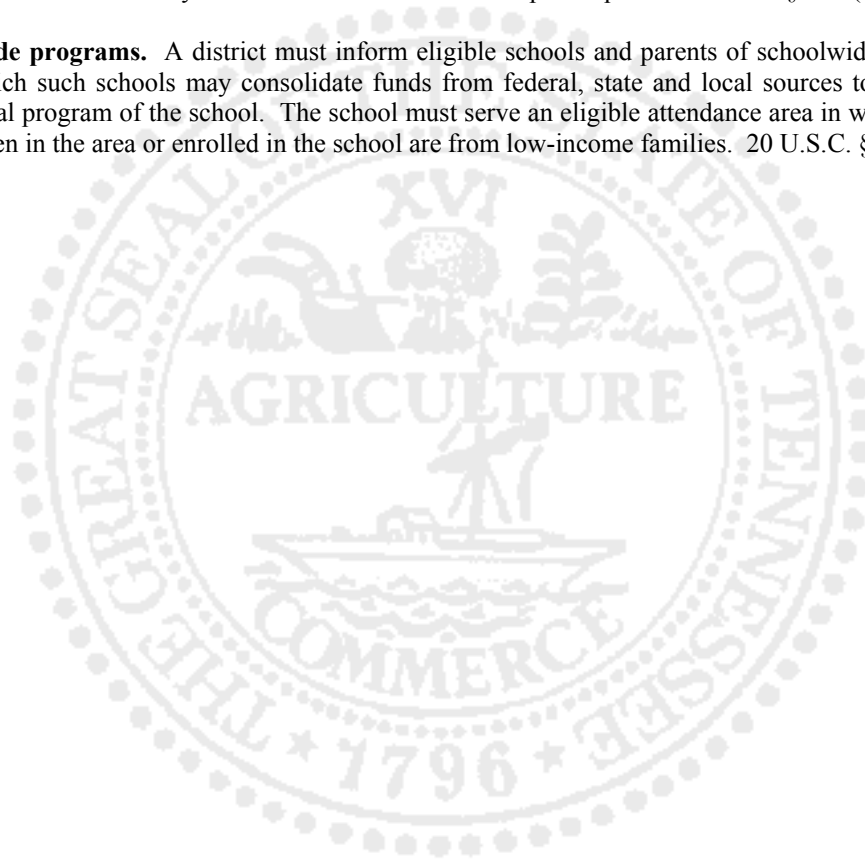 de programs. A district must inform eligible schools and parents of schoolwid
ch such schools may consolidate funds from federal, state and local sources to
al program of the school. The school must serve an eligible attendance area in w
en in the area or enrolled in the school are from low-income families. 20 U.S.C. §
THE GREAT SEAL OF THE STATE OF TENNESSEE
XVI
AGRICULTURE
COMMERCE
★ 1796 ★